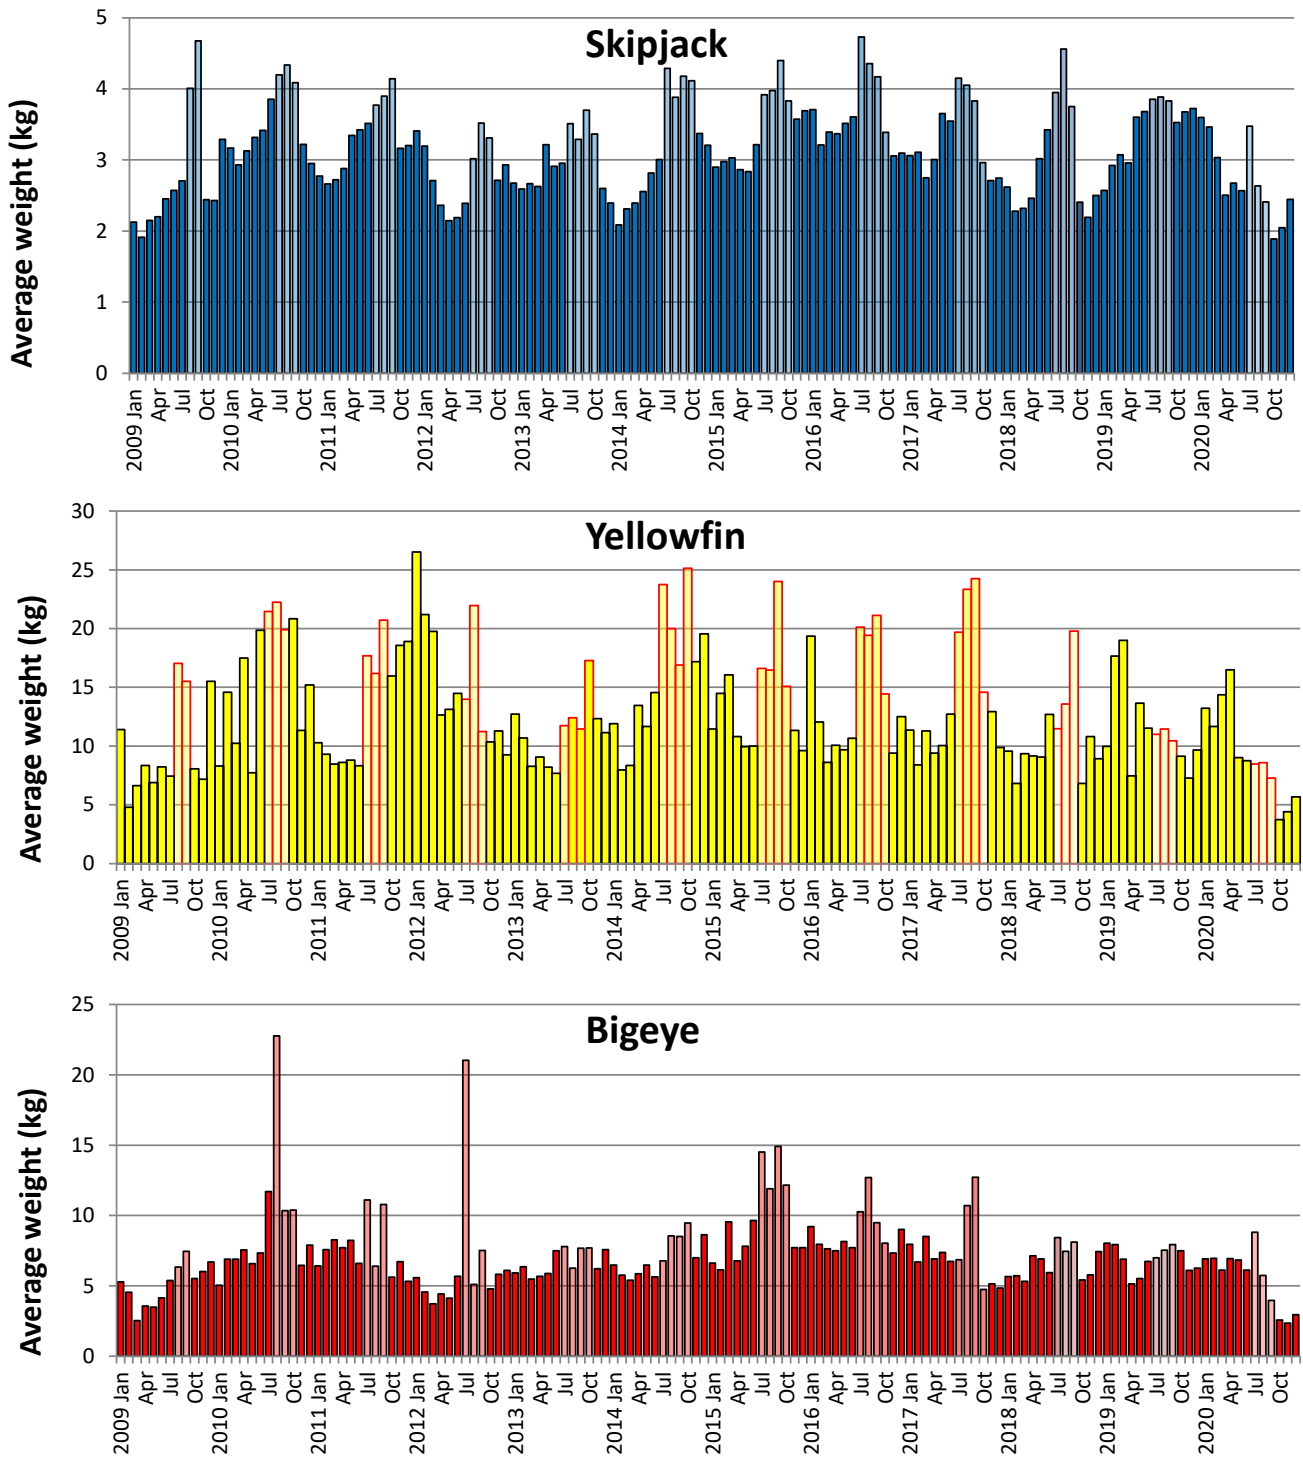 Skipjack
Average weight (kg)
5
4
3
2
1
0
2009 Jan Apr Jul Oct 2010 Jan Apr Jul Oct 2011 Jan Apr Jul Oct 2012 Jan Apr Jul Oct 2013 Jan Apr Jul Oct 2014 Jan Apr Jul Oct 2015 Jan Apr Jul Oct 2016 Jan Apr Jul Oct 2017 Jan Apr Jul Oct 2018 Jan Apr Jul Oct 2019 Jan Apr Jul Oct 2020 Jan Apr Jul Oct
Yellowfin
Average weight (kg)
30
25
20
15
10
5
0
2009 Jan Apr Jul Oct 2010 Jan Apr Jul Oct 2011 Jan Apr Jul Oct 2012 Jan Apr Jul Oct 2013 Jan Apr Jul Oct 2014 Jan Apr Jul Oct 2015 Jan Apr Jul Oct 2016 Jan Apr Jul Oct 2017 Jan Apr Jul Oct 2018 Jan Apr Jul Oct 2019 Jan Apr Jul Oct 2020 Jan Apr Jul Oct
Bigeye
Average weight (kg)
25
20
15
10
5
0
2009 Jan Apr Jul Oct 2010 Jan Apr Jul Oct 2011 Jan Apr Jul Oct 2012 Jan Apr Jul Oct 2013 Jan Apr Jul Oct 2014 Jan Apr Jul Oct 2015 Jan Apr Jul Oct 2016 Jan Apr Jul Oct 2017 Jan Apr Jul Oct 2018 Jan Apr Jul Oct 2019 Jan Apr Jul Oct 2020 Jan Apr Jul Oct